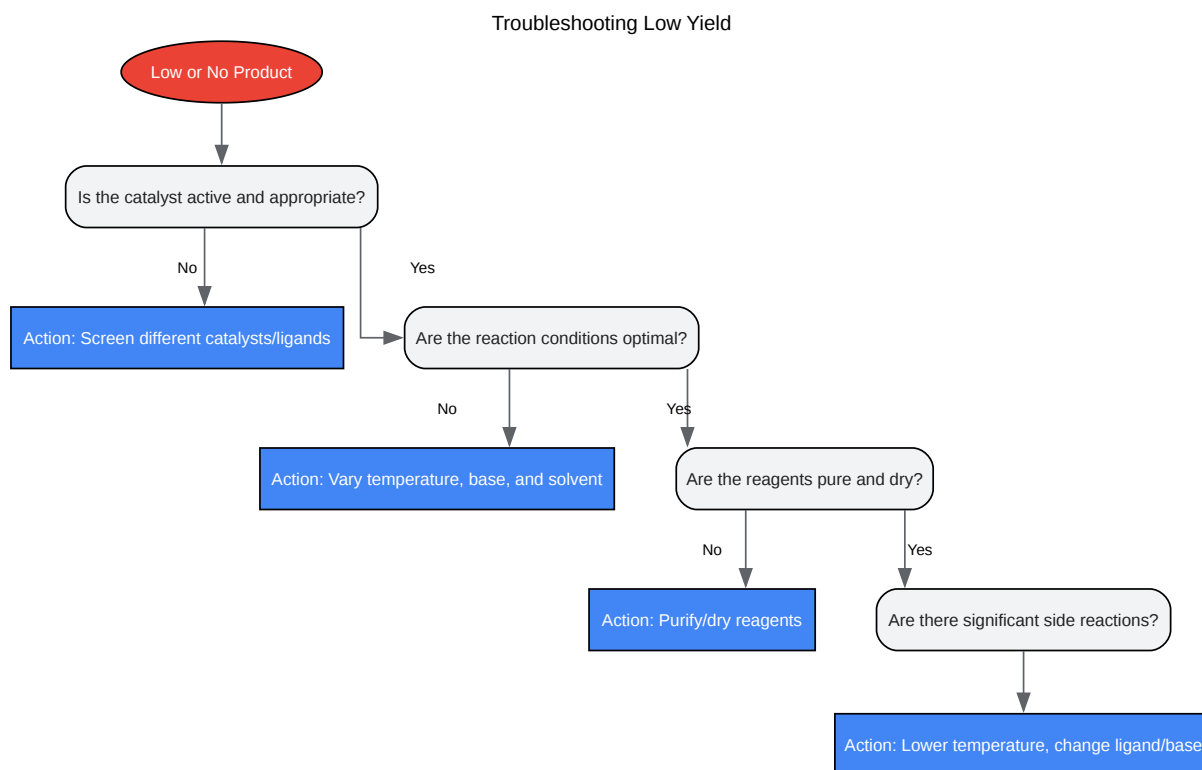 Troubleshooting Low Yield
Low or No Product
Is the catalyst active and appropriate?
No
Yes
Action: Screen different catalysts/ligands
Are the reaction conditions optimal?
No
Yes
Action: Vary temperature, base, and solvent
Are the reagents pure and dry?
No
Yes
Action: Purify/dry reagents
Are there significant side reactions?
Action: Lower temperature, change ligand/base